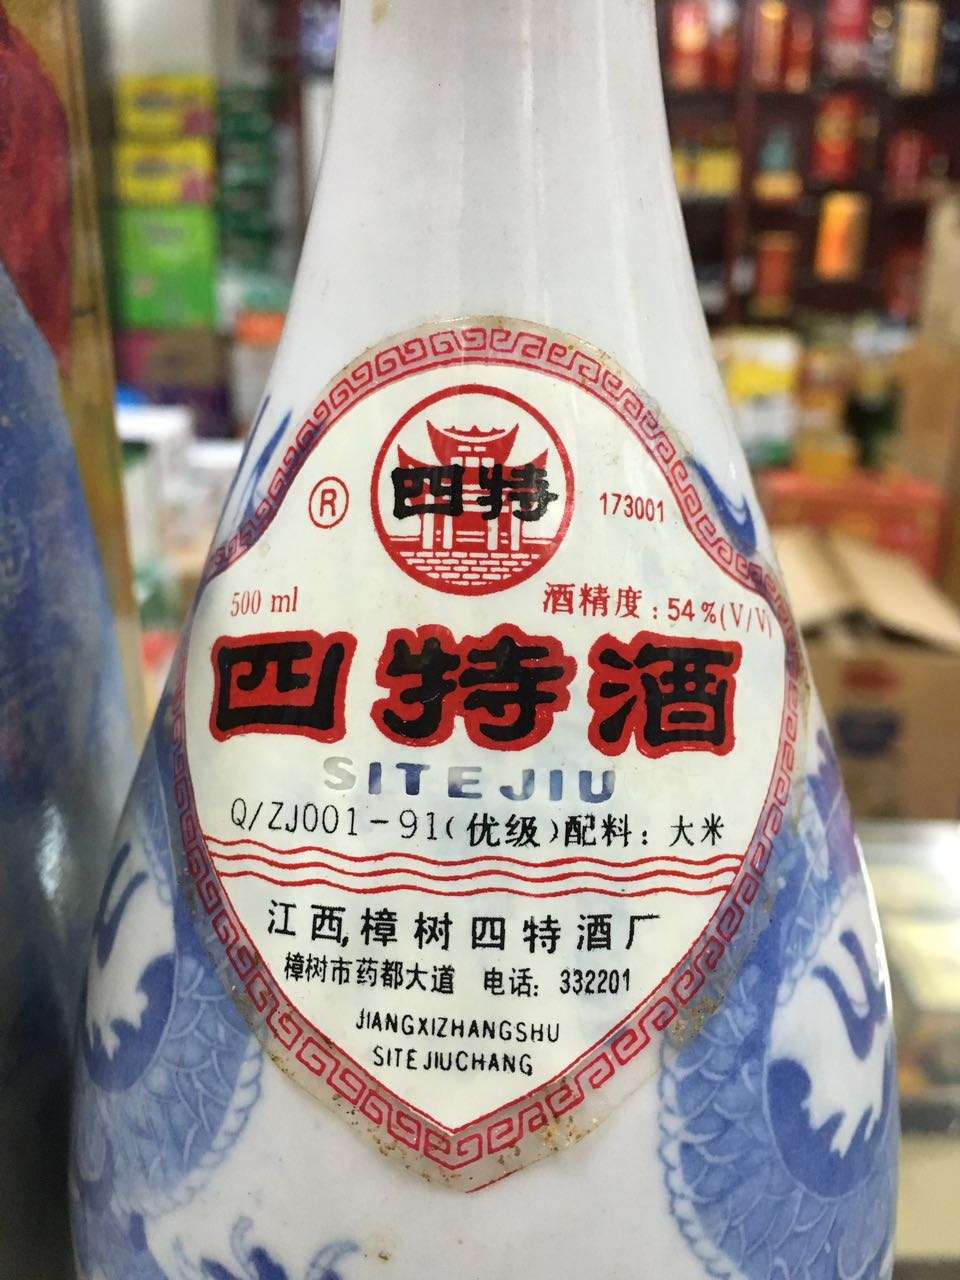 四特
® 173001
500 ml 酒精度：54%(V/V)
四特酒
SITEJIU
Q/ZJ001-91(优级)配料：大米
江西,樟树四特酒厂
樟树市药都大道 电话：332201
JIANGXIZHANGSHU
SITEJIUCHANG